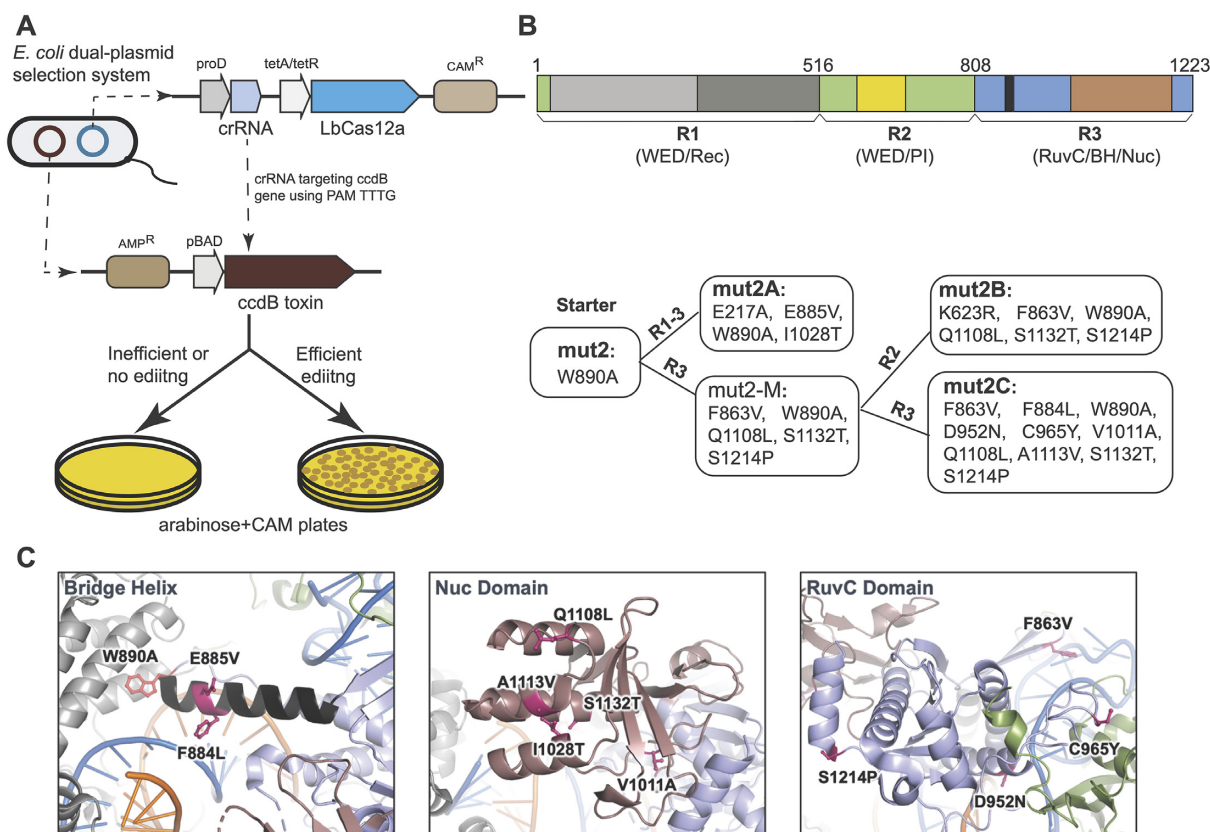 A
E. coli dual-plasmid
selection system
proD
tetA/tetR
CAMR
crRNA
LbCas12a
crRNA targeting ccdB
gene using PAM TTTG
AMPR
pBAD
ccdB toxin
Inefficient or
no ediitng
Efficient
ediitng
arabinose+CAM plates
B
1
516
808
1223
R1
(WED/Rec)
R2
(WED/PI)
R3
(RuvC/BH/Nuc)
Starter
mut2:
W890A
R1-3
R3
mut2A:
E217A, E885V,
W890A, I1028T
mut2-M:
F863V, W890A,
Q1108L, S1132T,
S1214P
R2
R3
mut2B:
K623R, F863V, W890A,
Q1108L, S1132T, S1214P
mut2C:
F863V, F884L, W890A,
D952N, C965Y, V1011A,
Q1108L, A1113V, S1132T,
S1214P
C
Bridge Helix
W890A
E885V
F884L
Nuc Domain
Q1108L
A1113V
S1132T
I1028T
V1011A
RuvC Domain
F863V
C965Y
S1214P
D952N